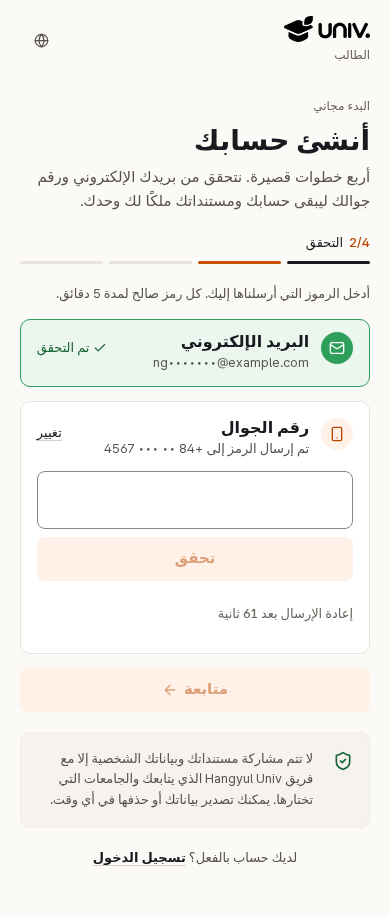 UNIV.
الطالب
البدء مجاني
أنشئ حسابك
أربع خطوات قصيرة. نتحقق من بريدك الإلكتروني ورقم
جوالك ليبقى حسابك ومستنداتك ملكًا لك وحدك.
2/4 التحقق
أدخل الرموز التي أرسلناها إليك. كل رمز صالح لمدة 5 دقائق.
البريد الإلكتروني
ng•••••••@example.com
تم التحقق
رقم الجوال
تم إرسال الرمز إلى +84 •• ••• 4567
تغيير
تحقق
إعادة الإرسال بعد 61 ثانية
متابعة
لا تتم مشاركة مستنداتك وبياناتك الشخصية إلا مع
فريق Hangyul Univ الذي يتابعك والجامعات التي
تختارها. يمكنك تصدير بياناتك أو حذفها في أي وقت.
لديك حساب بالفعل؟ تسجيل الدخول